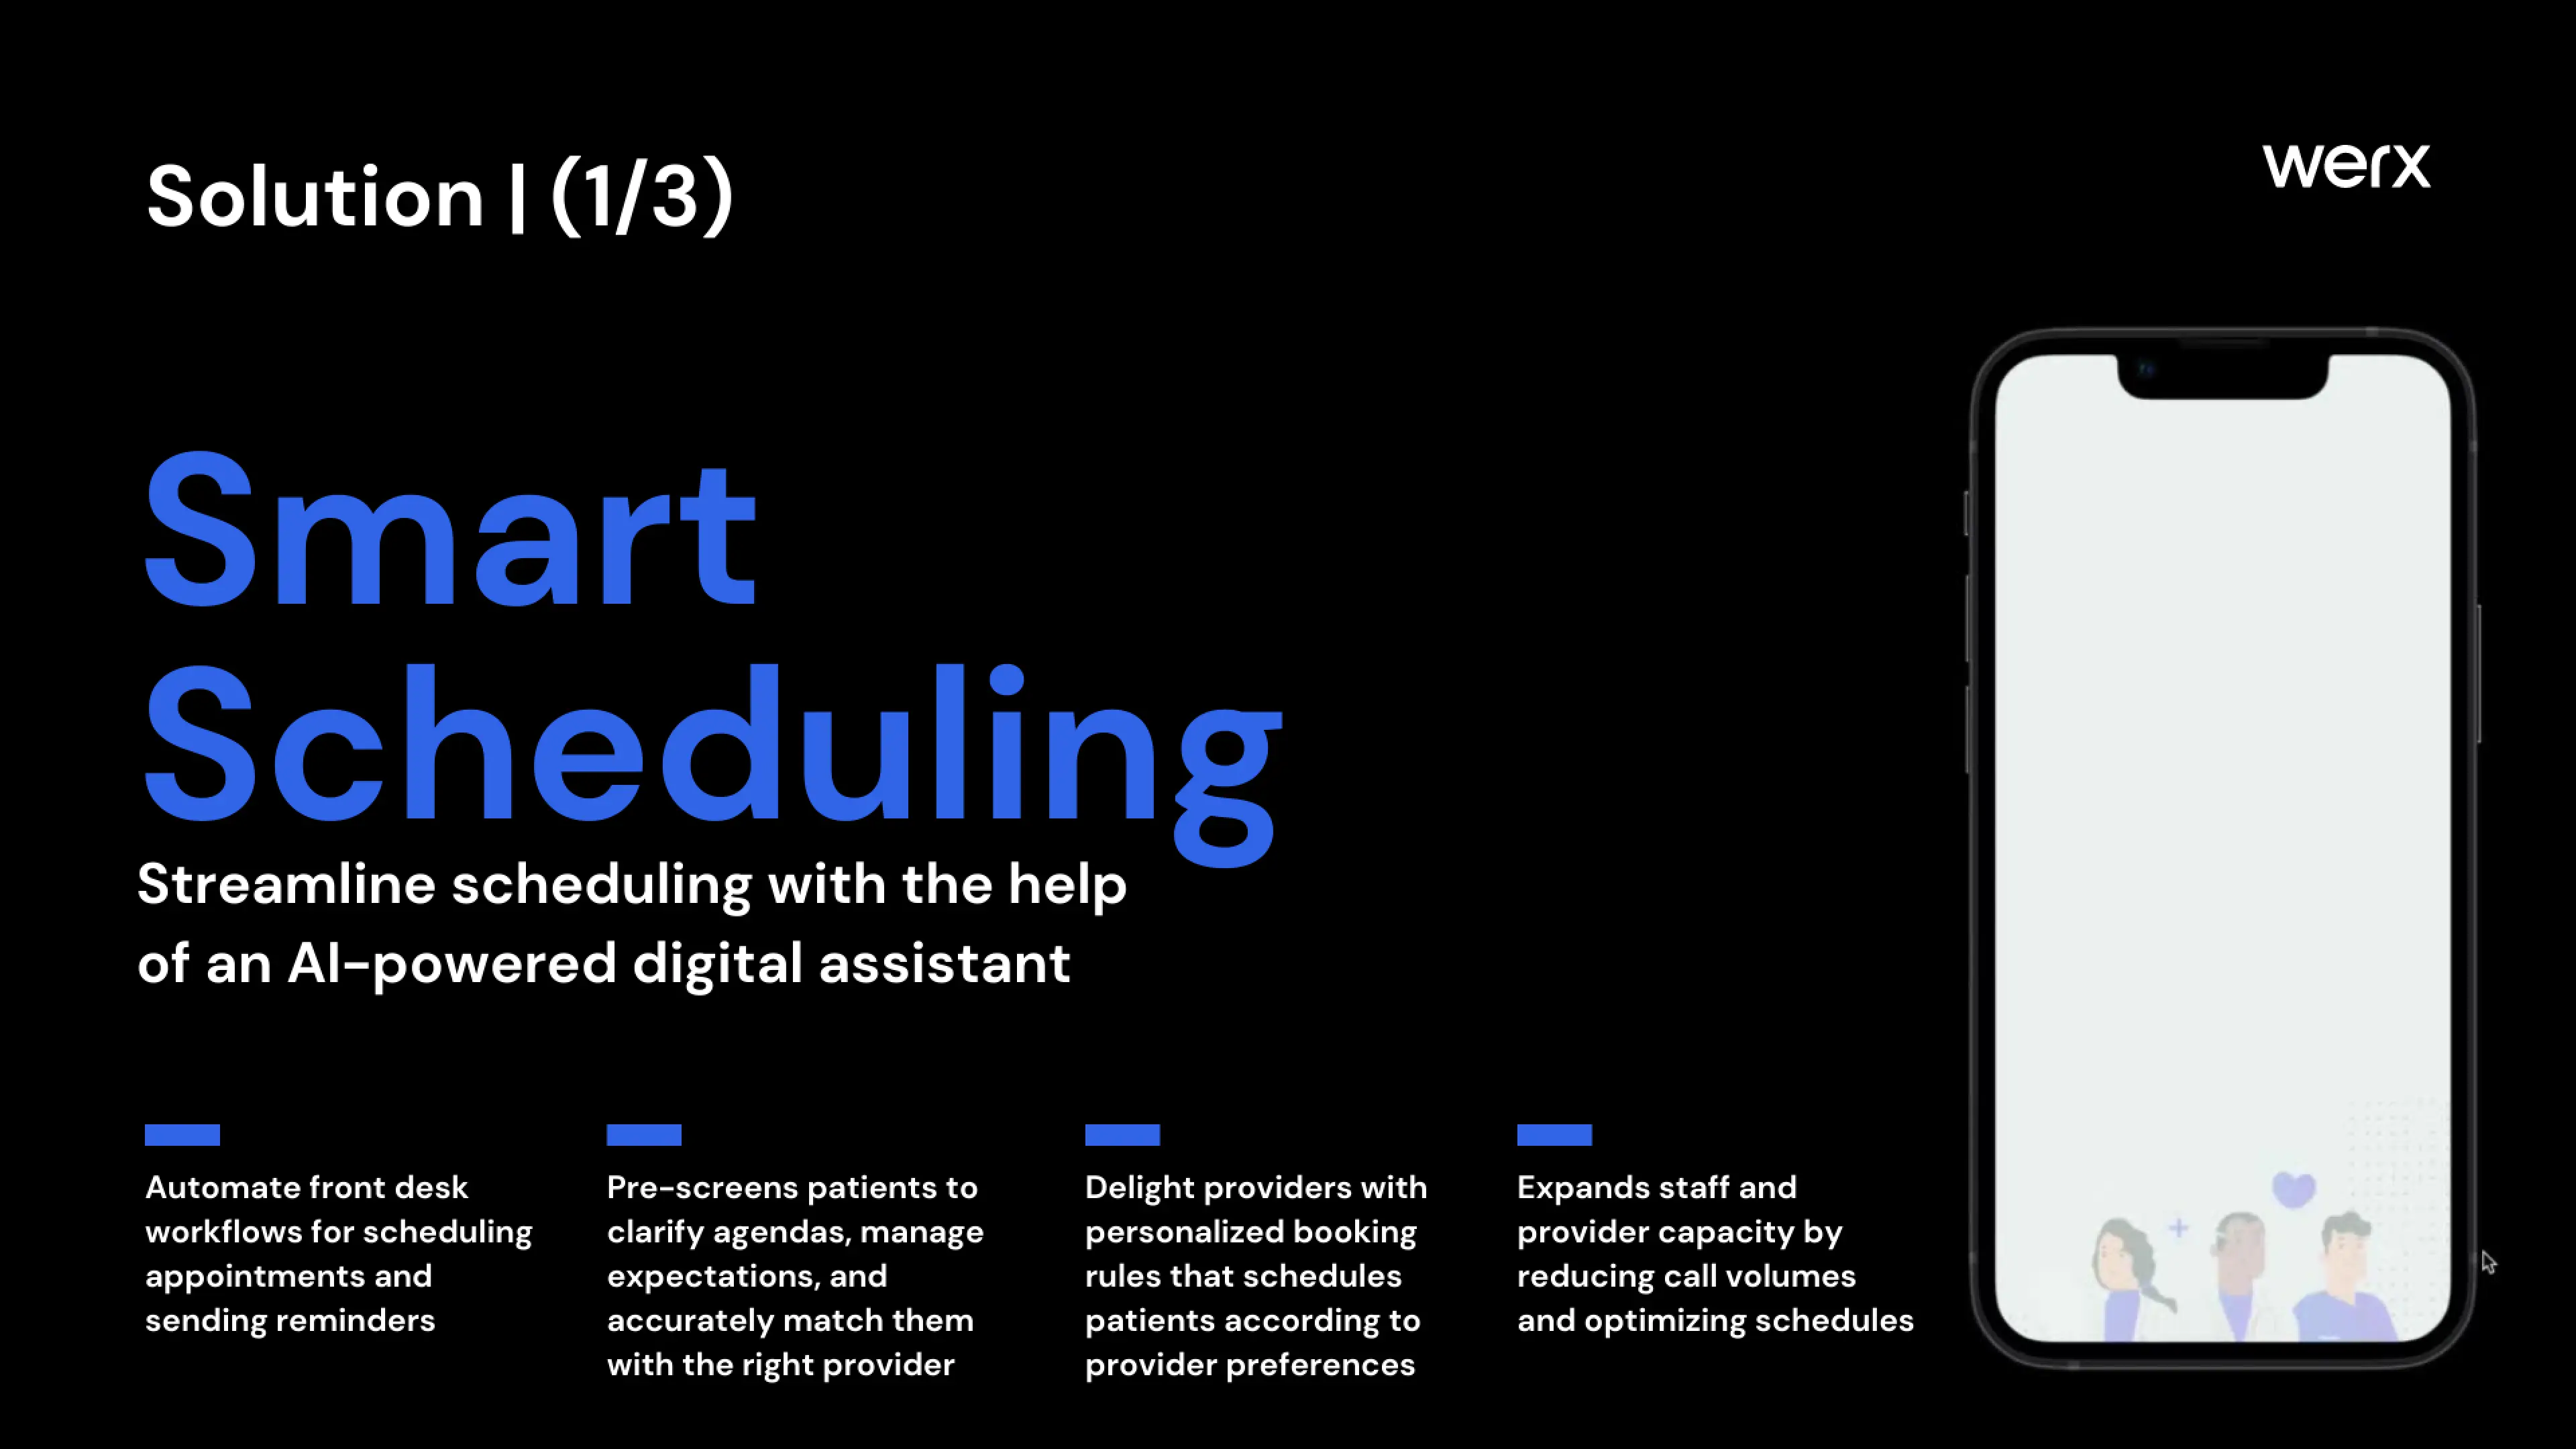 Solution | (1/3)
werx
Smart
Scheduling
Streamline scheduling with the help
of an AI-powered digital assistant
Automate front desk
workflows for scheduling
appointments and
sending reminders
Pre-screens patients to
clarify agendas, manage
expectations, and
accurately match them
with the right provider
Delight providers with
personalized booking
rules that schedules
patients according to
provider preferences
Expands staff and
provider capacity by
reducing call volumes
and optimizing schedules